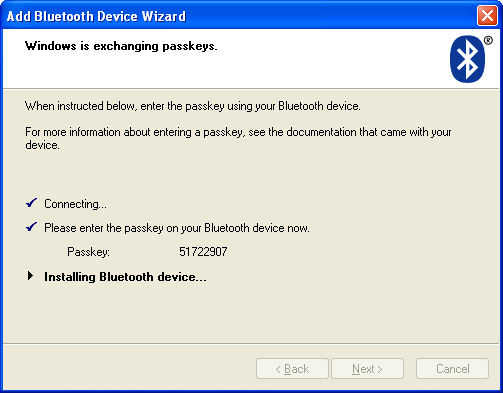 Add Bluetooth Device Wizard
Windows is exchanging passkeys.
®
When instructed below, enter the passkey using your Bluetooth device.
For more information about entering a passkey, see the documentation that came with your
device.
Connecting...
Please enter the passkey on your Bluetooth device now.
Passkey: 51722907
Installing Bluetooth device...
< Back Next > Cancel